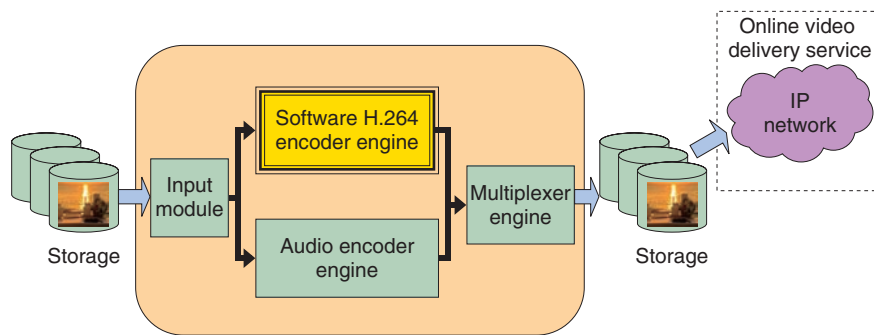 Online video
delivery service
IP
network
Software H.264
encoder engine
Input
module
Multiplexer
engine
Audio encoder
engine
Storage
Storage